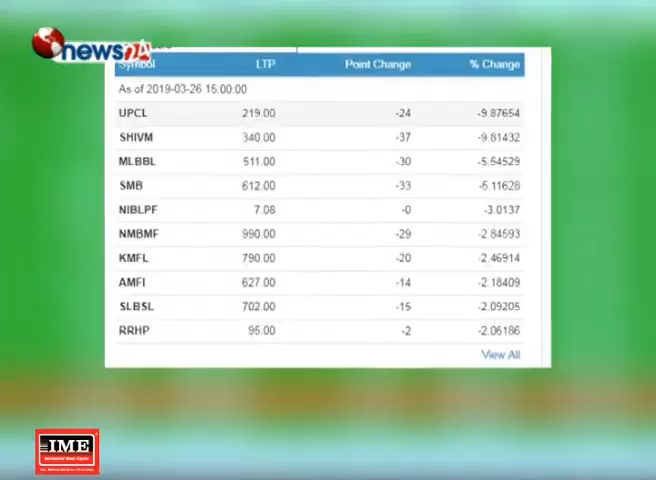 news24
Symbol LTP Point Change % Change
As of 2019-03-26 15:00:00
UPCL 219.00 -24 -9.87654
SHIVM 340.00 -37 -9.81432
MLBBL 511.00 -30 -5.54529
SMB 612.00 -33 -5.11628
NIBLPF 7.08 -0 -3.0137
NMBMF 990.00 -29 -2.84593
KMFL 790.00 -20 -2.46914
AMFI 627.00 -14 -2.18409
SLBSL 702.00 -15 -2.09205
RRHP 95.00 -2 -2.06186
View All
IME